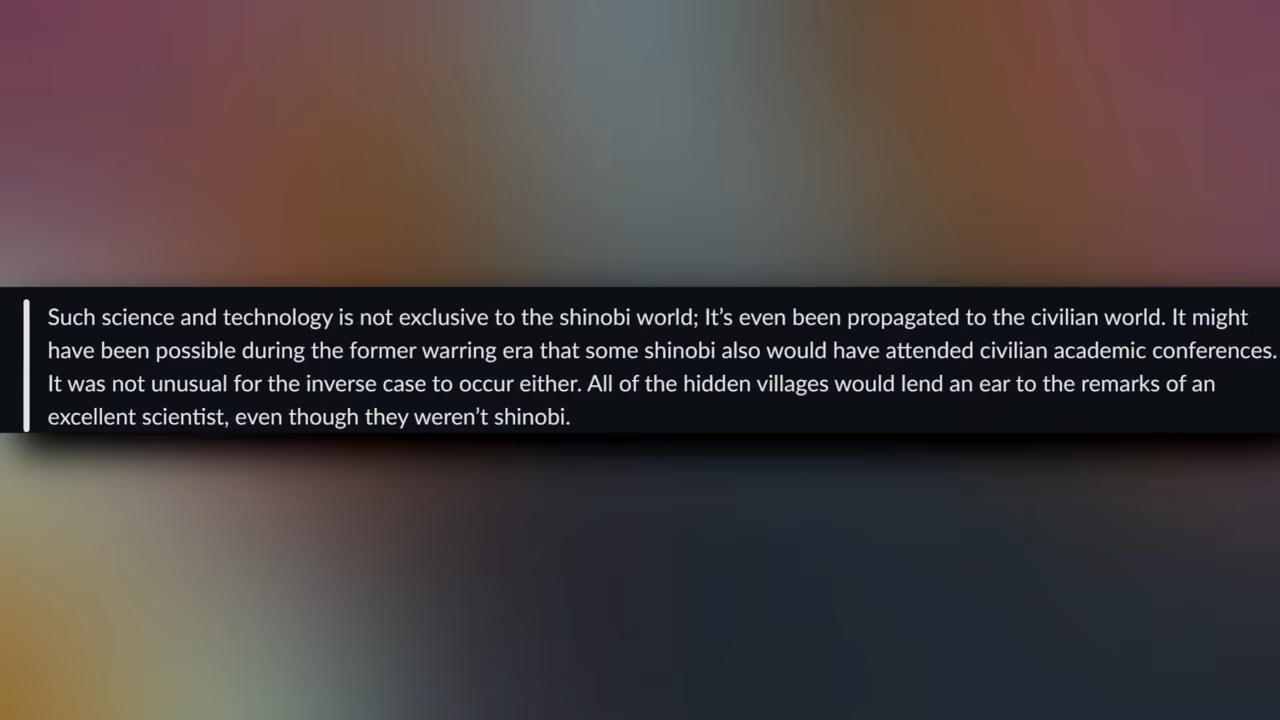 Such science and technology is not exclusive to the shinobi world; It’s even been propagated to the civilian world. It might
have been possible during the former warring era that some shinobi also would have attended civilian academic conferences.
It was not unusual for the inverse case to occur either. All of the hidden villages would lend an ear to the remarks of an
excellent scientist, even though they weren’t shinobi.